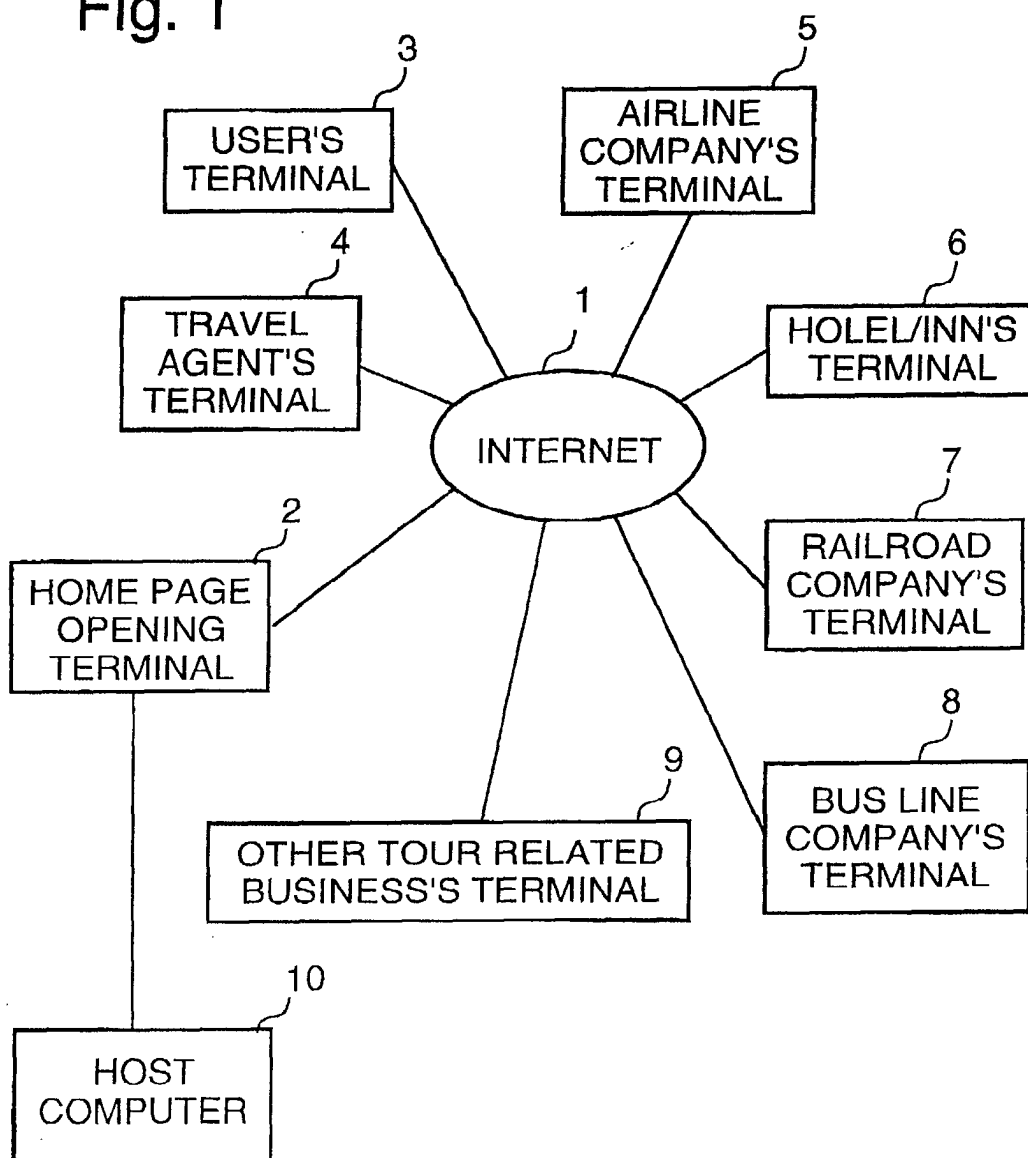 Fig. 1
3
USER'S
TERMINAL
5
AIRLINE
COMPANY'S
TERMINAL
4
TRAVEL
AGENT'S
TERMINAL
1
INTERNET
6
HOLEL/INN'S
TERMINAL
2
HOME PAGE
OPENING
TERMINAL
7
RAILROAD
COMPANY'S
TERMINAL
9
OTHER TOUR RELATED
BUSINESS'S TERMINAL
8
BUS LINE
COMPANY'S
TERMINAL
10
HOST
COMPUTER